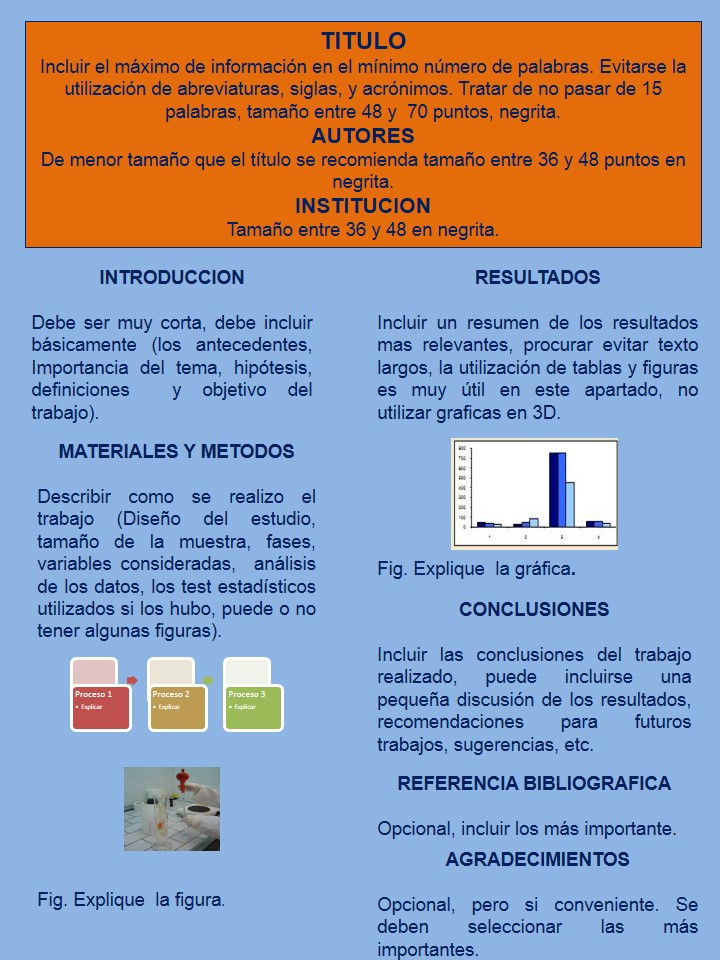 TITULO
Incluir el máximo de información en el mínimo número de palabras. Evitarse la
utilización de abreviaturas, siglas, y acrónimos. Tratar de no pasar de 15
palabras, tamaño entre 48 y 70 puntos, negrita.
AUTORES
De menor tamaño que el título se recomienda tamaño entre 36 y 48 puntos en
negrita.
INSTITUCION
Tamaño entre 36 y 48 en negrita.
INTRODUCCION
Debe ser muy corta, debe incluir
básicamente (los antecedentes,
Importancia del tema, hipótesis,
definiciones y objetivo del
trabajo).
MATERIALES Y METODOS
Describir como se realizo el
trabajo (Diseño del estudio,
tamaño de la muestra, fases,
variables consideradas, análisis
de los datos, los test estadísticos
utilizados si los hubo, puede o no
tener algunas figuras).
Proceso 1
• Explicar
Proceso 2
• Explicar
Proceso 3
• Explicar
Fig. Explique la figura.
RESULTADOS
Incluir un resumen de los resultados
mas relevantes, procurar evitar texto
largos, la utilización de tablas y figuras
es muy útil en este apartado, no
utilizar graficas en 3D.
800
700
600
500
400
300
200
100
0
1 2 3 4
Fig. Explique la gráfica.
CONCLUSIONES
Incluir las conclusiones del trabajo
realizado, puede incluirse una
pequeña discusión de los resultados,
recomendaciones para futuros
trabajos, sugerencias, etc.
REFERENCIA BIBLIOGRAFICA
Opcional, incluir los más importante.
AGRADECIMIENTOS
Opcional, pero si conveniente. Se
deben seleccionar las más
importantes.